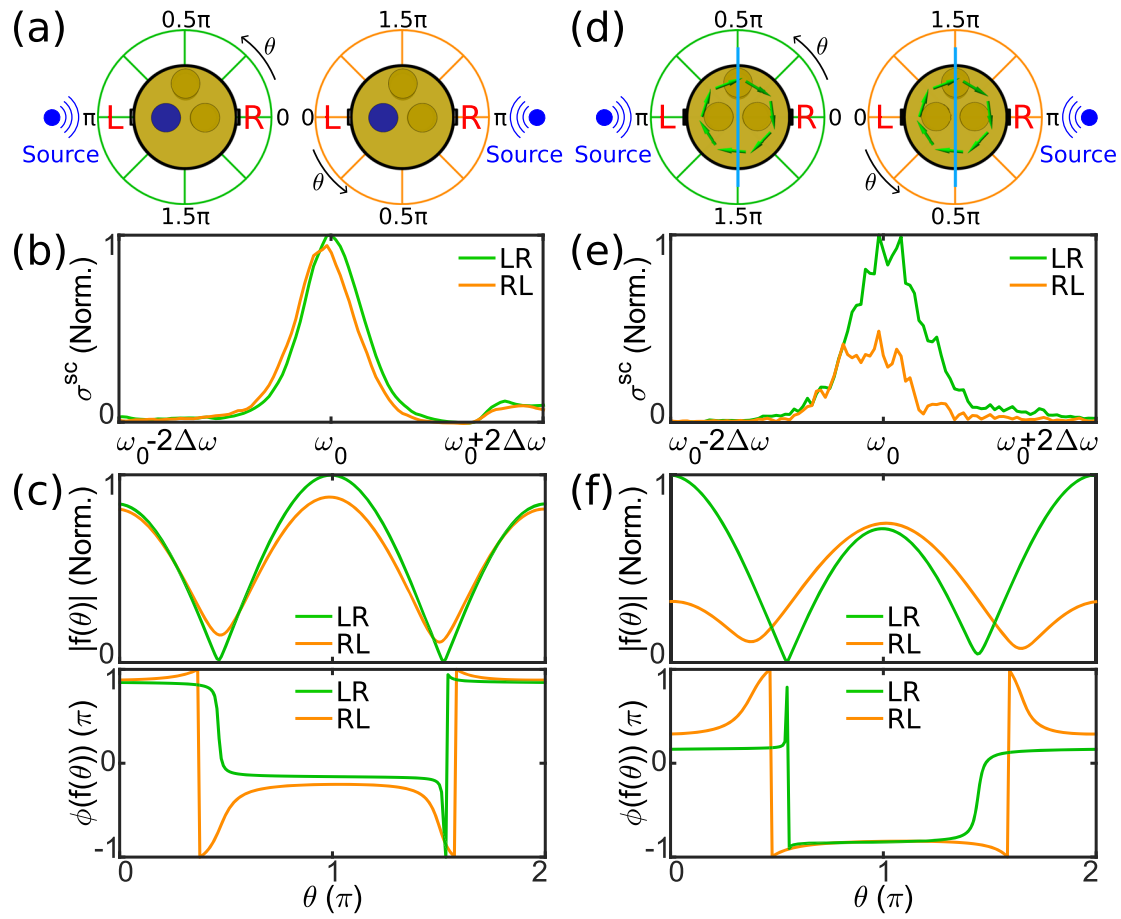 (a)
0.5π
θ
π
L
R
0
Source
1.5π
1.5π
0
L
R
π
θ
Source
0.5π
(b)
1
0
σˢᶜ (Norm.)
LR
RL
ω₀-2Δω
ω₀
ω₀+2Δω
(c)
1
0
|f(θ)| (Norm.)
LR
RL
1
0
-1
ϕ(f(θ)) (π)
LR
RL
0
1
2
θ (π)
(d)
0.5π
θ
π
L
R
0
Source
1.5π
1.5π
0
L
R
π
θ
Source
0.5π
(e)
1
0
σˢᶜ (Norm.)
LR
RL
ω₀-2Δω
ω₀
ω₀+2Δω
(f)
1
0
|f(θ)| (Norm.)
LR
RL
1
0
-1
ϕ(f(θ)) (π)
LR
RL
0
1
2
θ (π)